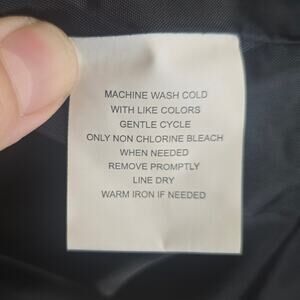 MACHINE WASH COLD
WITH LIKE COLORS
GENTLE CYCLE
ONLY NON CHLORINE BLEACH
WHEN NEEDED
REMOVE PROMPTLY
LINE DRY
WARM IRON IF NEEDED